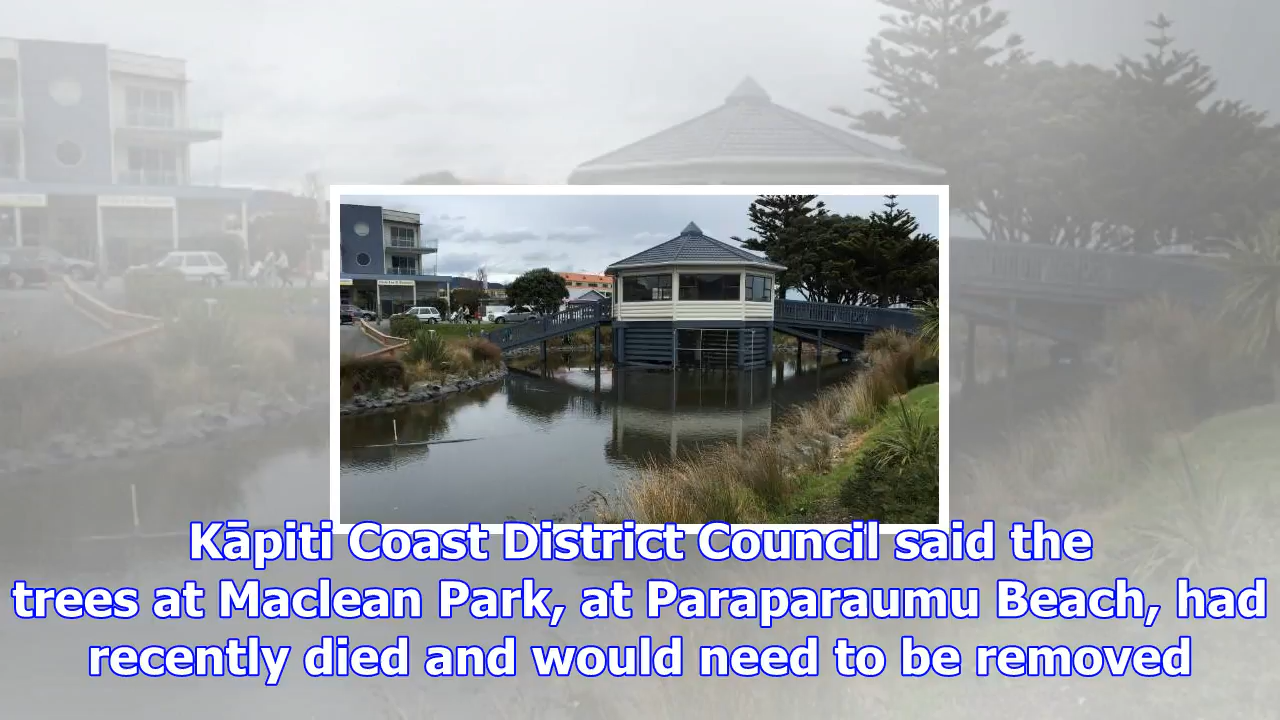 Kāpiti Coast District Council said the
trees at Maclean Park, at Paraparaumu Beach, had
recently died and would need to be removed